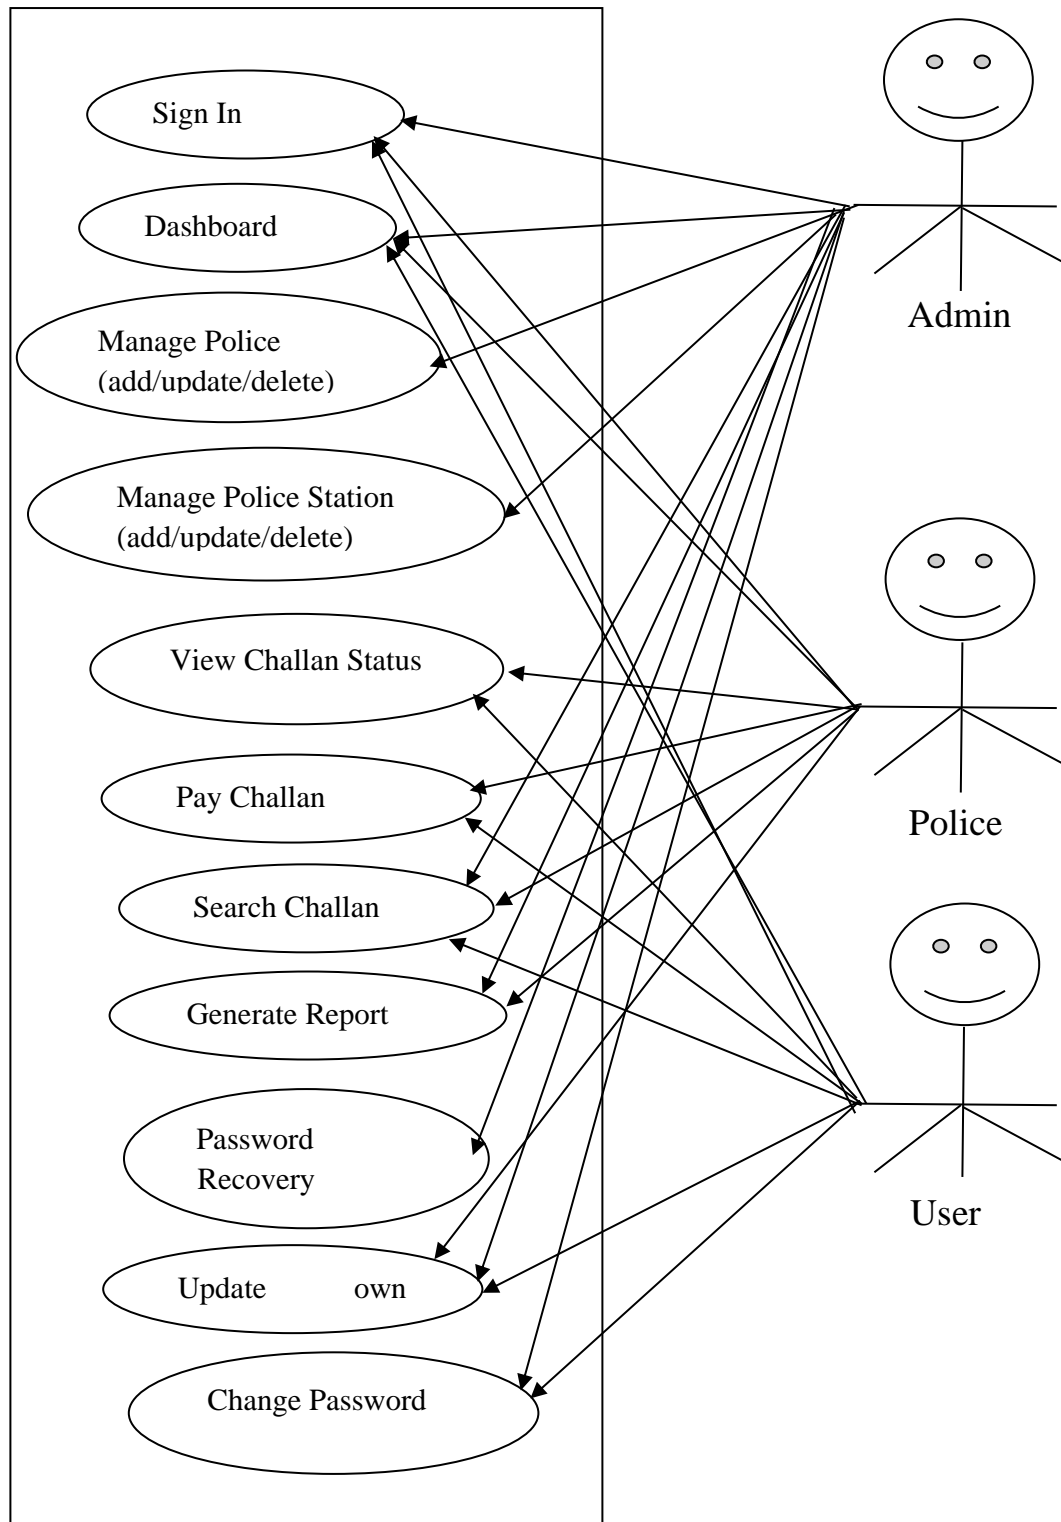 Sign In
Dashboard
Manage Police
(add/update/delete)
Admin
Manage Police Station
(add/update/delete)
View Challan Status
Pay Challan
Police
Search Challan
Generate Report
Password
Recovery
User
Update own
Change Password